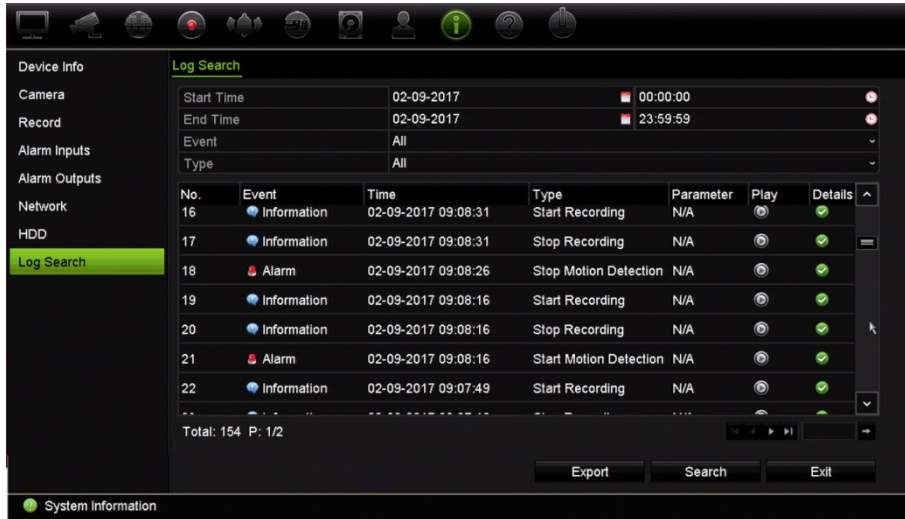 Device Info
Camera
Record
Alarm Inputs
Alarm Outputs
Network
HDD
Log Search
Log Search
Start Time 02-09-2017 00:00:00
End Time 02-09-2017 23:59:59
Event All
Type All
No. Event Time Type Parameter Play Details
16 Information 02-09-2017 09:08:31 Start Recording N/A
17 Information 02-09-2017 09:08:31 Stop Recording N/A
18 Alarm 02-09-2017 09:08:26 Stop Motion Detection N/A
19 Information 02-09-2017 09:08:16 Start Recording N/A
20 Information 02-09-2017 09:08:16 Stop Recording N/A
21 Alarm 02-09-2017 09:08:16 Start Motion Detection N/A
22 Information 02-09-2017 09:07:49 Start Recording N/A
Total: 154 P: 1/2
Export Search Exit
System Information